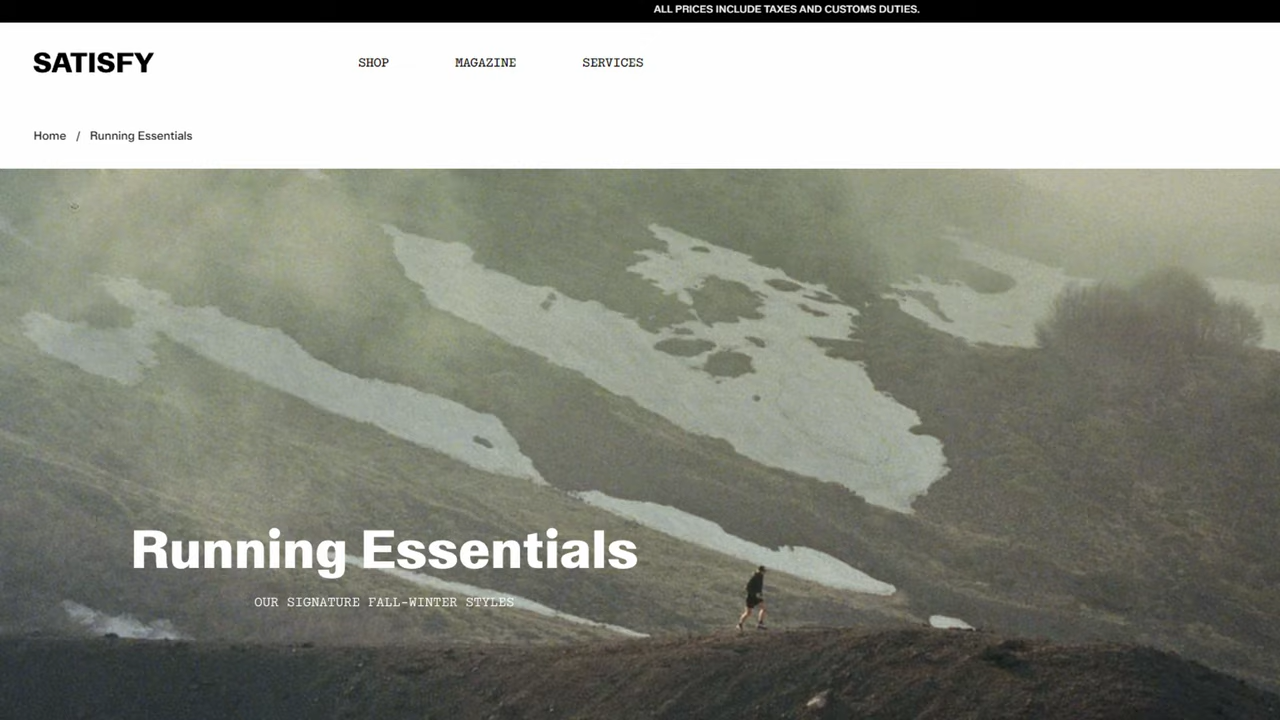 ALL PRICES INCLUDE TAXES AND CUSTOMS DUTIES.
SATISFY
SHOP MAGAZINE SERVICES
Home / Running Essentials
Running Essentials
OUR SIGNATURE FALL-WINTER STYLES